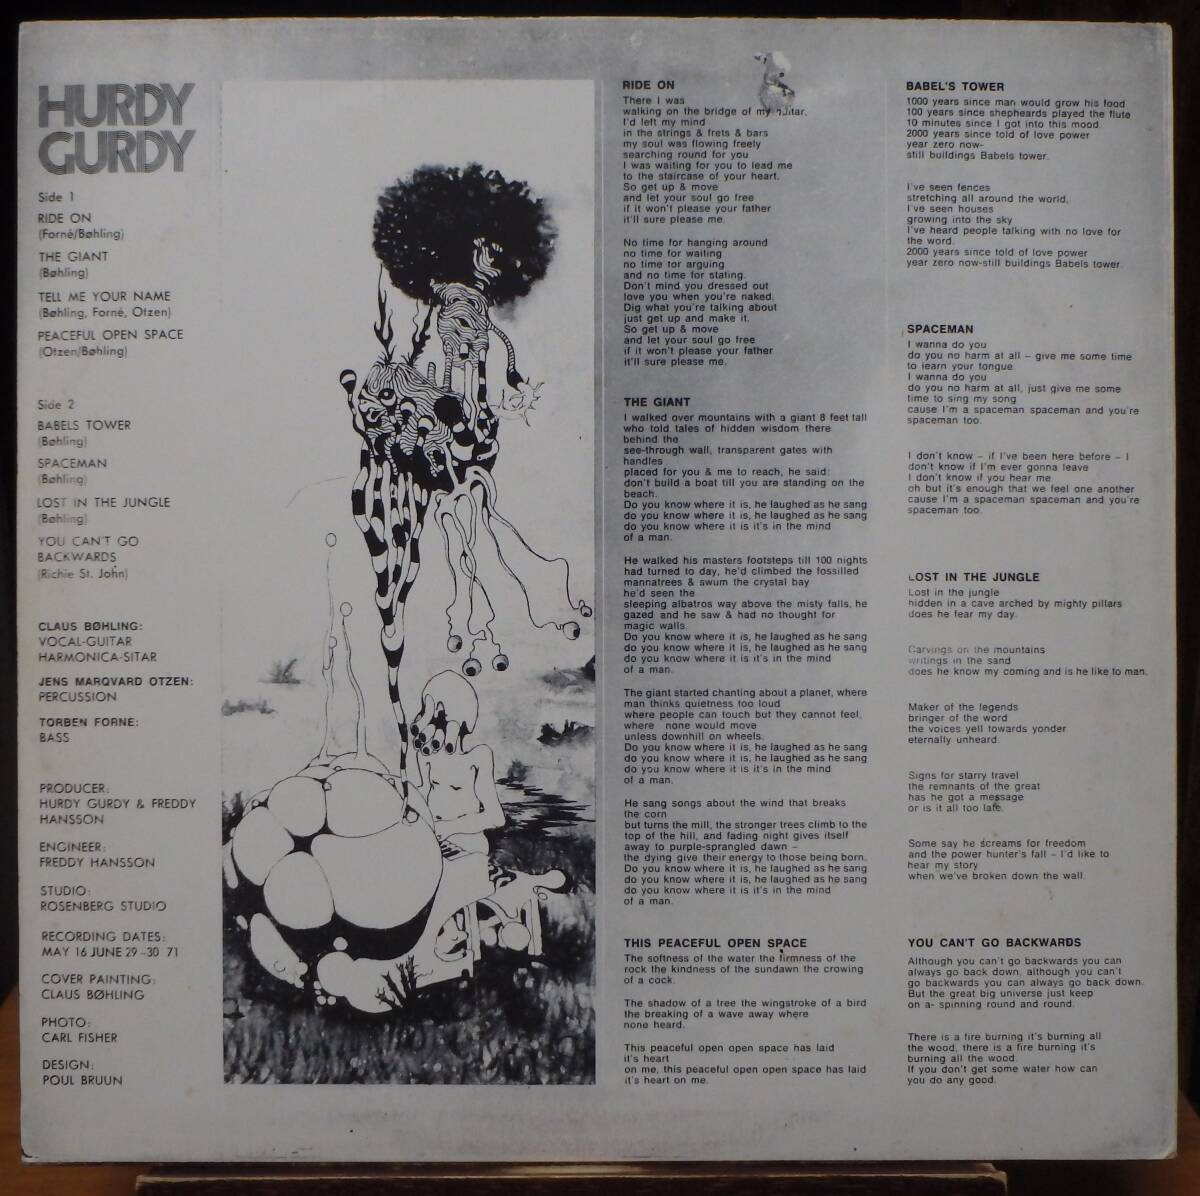 HURDY
GURDY
Side 1
RIDE ON
(Forné/Bøhling)
THE GIANT
(Bøhling)
TELL ME YOUR NAME
(Bøhling, Forné, Otzen)
PEACEFUL OPEN SPACE
(Otzen/Bøhling)
Side 2
BABELS TOWER
(Bøhling)
SPACEMAN
(Bøhling)
LOST IN THE JUNGLE
(Bøhling)
YOU CAN'T GO
BACKWARDS
(Richie St. John)
CLAUS BØHLING:
VOCAL-GUITAR
HARMONICA-SITAR
JENS MARQVARD OTZEN:
PERCUSSION
TORBEN FORNE:
BASS
PRODUCER:
HURDY GURDY & FREDDY
HANSSON
ENGINEER:
FREDDY HANSSON
STUDIO:
ROSENBERG STUDIO
RECORDING DATES:
MAY 16 JUNE 29-30 71
COVER PAINTING:
CLAUS BØHLING
PHOTO:
CARL FISHER
DESIGN:
POUL BRUUN
RIDE ON
There I was
walking on the bridge of my guitar.
I'd left my mind
in the strings & frets & bars
my soul was flowing freely
searching round for you
I was waiting for you to lead me
to the staircase of your heart.
So get up & move
and let your soul go free
if it won't please your father
it'll sure please me.
No time for hanging around
no time for waiting
no time for arguing
and no time for stating.
Don't mind you dressed out
love you when you're naked.
Dig what you're talking about
just get up and make it.
So get up & move
and let your soul go free
if it won't please your father
it'll sure please me.
THE GIANT
I walked over mountains with a giant 8 feet tall
who told tales of hidden wisdom there
behind the
see-through wall, transparent gates with
handles
placed for you & me to reach, he said:
don't build a boat till you are standing on the
beach.
Do you know where it is, he laughed as he sang
do you know where it is, he laughed as he sang
do you know where it is it's in the mind
of a man.
He walked his masters footsteps till 100 nights
had turned to day, he'd climbed the fossilled
mannatrees & swum the crystal bay
he'd seen the
sleeping albatros way above the misty falls, he
gazed and he saw & had no thought for
magic walls.
Do you know where it is, he laughed as he sang
do you know where it is, he laughed as he sang
do you know where it is it's in the mind
of a man.
The giant started chanting about a planet, where
man thinks quietness too loud
where people can touch but they cannot feel,
where none would move
unless downhill on wheels.
Do you know where it is, he laughed as he sang
do you know where it is, he laughed as he sang
do you know where it is it's in the mind
of a man.
He sang songs about the wind that breaks
the corn
but turns the mill, the stronger trees climb to the
top of the hill, and fading night gives itself
away to purple-sprangled dawn –
the dying give their energy to those being born.
Do you know where it is, he laughed as he sang
do you know where it is, he laughed as he sang
do you know where it is it's in the mind
of a man.
THIS PEACEFUL OPEN SPACE
The softness of the water the firmness of the
rock the kindness of the sundawn the crowing
of a cock.
The shadow of a tree the wingstroke of a bird
the breaking of a wave away where
none heard.
This peaceful open open space has laid
it's heart
on me, this peaceful open open space has laid
it's heart on me.
BABEL'S TOWER
1000 years since man would grow his food
100 years since shepheards played the flute
10 minutes since I got into this mood.
2000 years since told of love power
year zero now-
still buildings Babels tower.
I've seen fences
stretching all around the world,
I've seen houses
growing into the sky
I've heard people talking with no love for
the word.
2000 years since told of love power
year zero now-still buildings Babels tower.
SPACEMAN
I wanna do you
do you no harm at all – give me some time
to learn your tongue.
I wanna do you
do you no harm at all, just give me some
time to sing my song
cause I'm a spaceman spaceman and you're
spaceman too.
I don't know – if I've been here before – I
don't know if I'm ever gonna leave
I don't know if you hear me
oh but it's enough that we feel one another
cause I'm a spaceman spaceman and you're
spaceman too.
LOST IN THE JUNGLE
Lost in the jungle
hidden in a cave arched by mighty pillars
does he fear my day.
Carvings on the mountains
writings in the sand
does he know my coming and is he like to man.
Maker of the legends
bringer of the word
the voices yell towards yonder
eternally unheard.
Signs for starry travel
the remnants of the great
has he got a message
or is it all too late.
Some say he screams for freedom
and the power hunter's fall – I'd like to
hear my story
when we've broken down the wall.
YOU CAN'T GO BACKWARDS
Although you can't go backwards you can
always go back down, although you can't
go backwards you can always go back down.
But the great big universe just keep
on a- spinning round and round.
There is a fire burning it's burning all
the wood, there is a fire burning it's
burning all the wood.
If you don't get some water how can
you do any good.